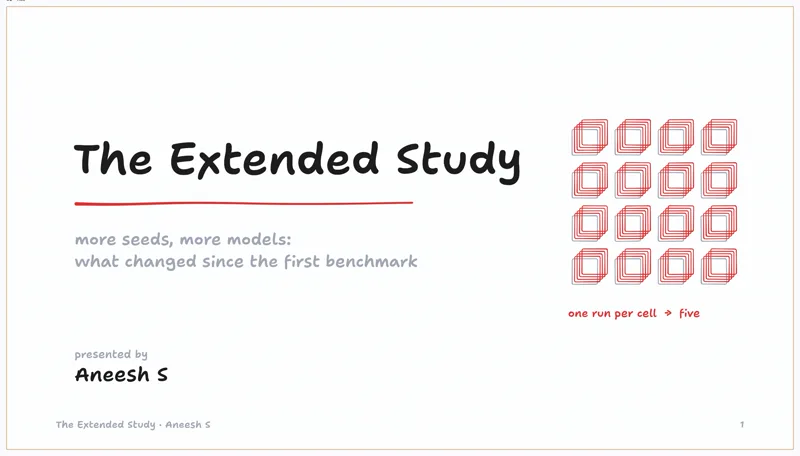 The Extended Study
more seeds, more models:
what changed since the first benchmark
one run per cell → five
presented by
Aneesh S
The Extended Study · Aneesh S
1